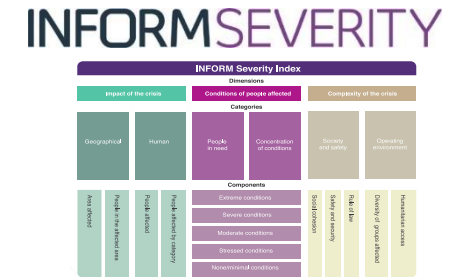 INFORMSEVERITY
INFORM Severity Index
Dimensions
Impact of the crisis
Conditions of people affected
Complexity of the crisis
Categories
Geographical
Human
People
in need
Concentration
of conditions
Society
and safety
Operating
environment
Components
Area affected
People in the affected area
People affected
People affected by category
Extreme conditions
Severe conditions
Moderate conditions
Stressed conditions
None/minimal conditions
Social cohesion
Safety and security
Rule of law
Diversity of groups affected
Humanitarian access